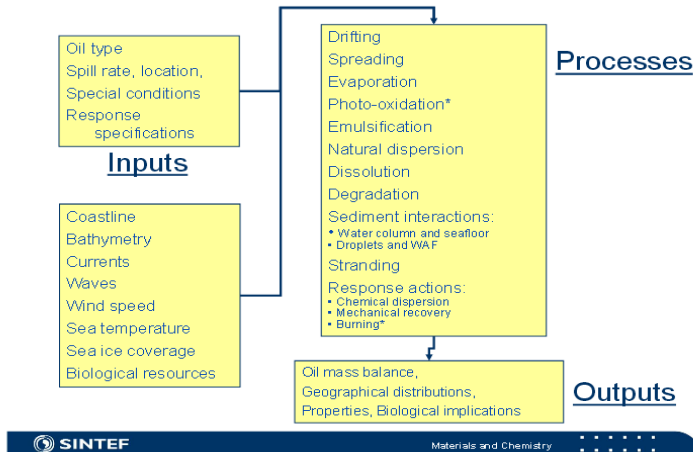 Oil type
Spill rate, location,
Special conditions
Response
specifications
Inputs
Coastline
Bathymetry
Currents
Waves
Wind speed
Sea temperature
Sea ice coverage
Biological resources
Processes
Drifting
Spreading
Evaporation
Photo-oxidation*
Emulsification
Natural dispersion
Dissolution
Degradation
Sediment interactions:
* Water column and seafloor
• Droplets and WAF
Stranding
Response actions:
• Chemical dispersion
• Mechanical recovery
• Burning*
Oil mass balance,
Geographical distributions,
Properties, Biological implications
Outputs
SINTEF
Materials and Chemistry